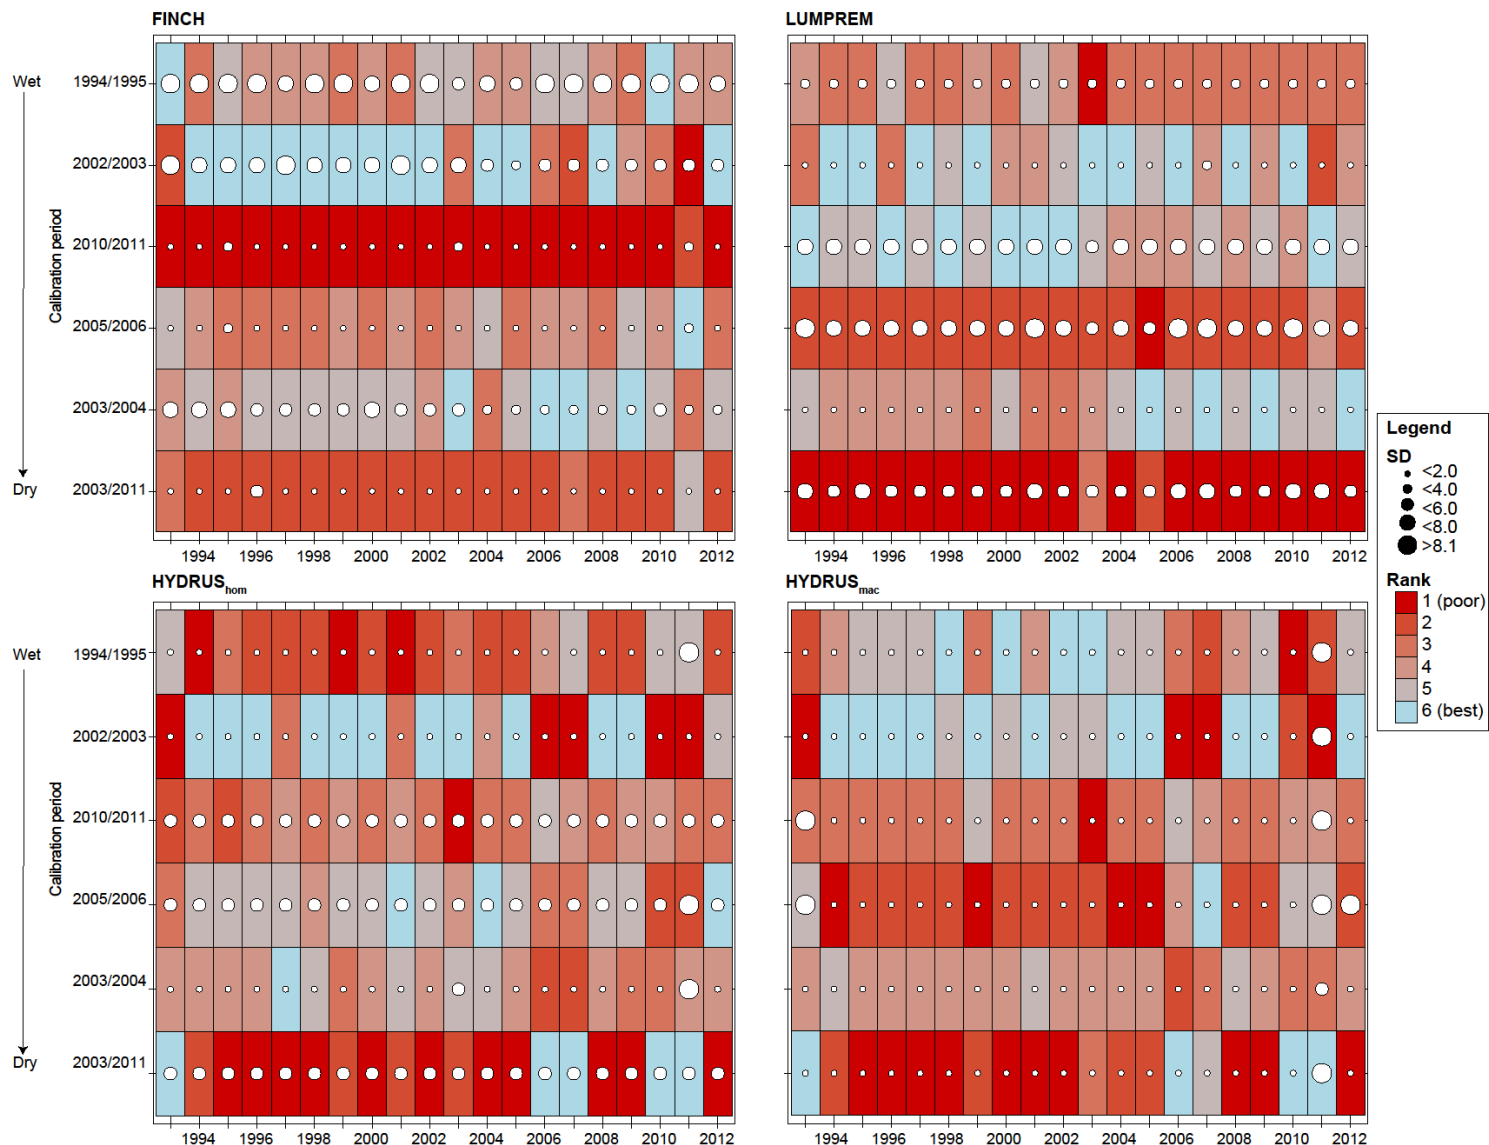 FINCH
LUMPREM
Wet
Calibration period
Dry
1994/1995
2002/2003
2010/2011
2005/2006
2003/2004
2003/2011
1994 1996 1998 2000 2002 2004 2006 2008 2010 2012
1994 1996 1998 2000 2002 2004 2006 2008 2010 2012
HYDRUShom
HYDRUSmac
Wet
Calibration period
Dry
1994/1995
2002/2003
2010/2011
2005/2006
2003/2004
2003/2011
1994 1996 1998 2000 2002 2004 2006 2008 2010 2012
1994 1996 1998 2000 2002 2004 2006 2008 2010 2012
Legend
SD
<2.0
<4.0
<6.0
<8.0
>8.1
Rank
1 (poor)
2
3
4
5
6 (best)